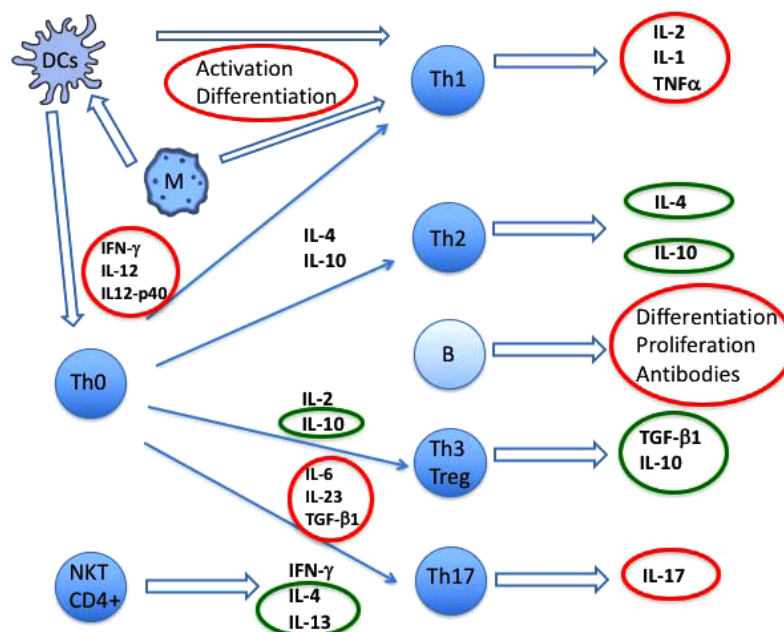 DCs
Activation
Differentiation
Th1
IL-2
IL-1
TNFα
M
IFN-γ
IL-12
IL12-p40
IL-4
IL-10
Th2
IL-4
IL-10
B
Differentiation
Proliferation
Antibodies
Th0
IL-2
IL-10
Th3
Treg
TGF-β1
IL-10
IL-6
IL-23
TGF-β1
NKT
CD4+
IFN-γ
IL-4
IL-13
Th17
IL-17